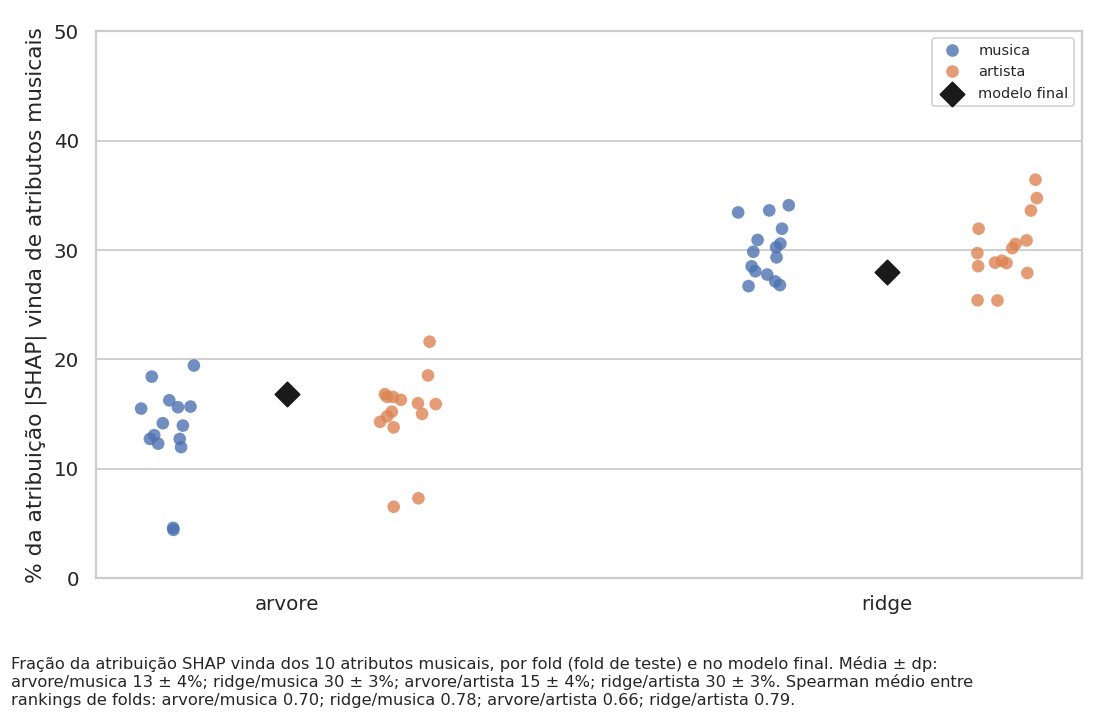 % da atribuição |SHAP| vinda de atributos musicais
50
40
30
20
10
0
musica
artista
modelo final
arvore
ridge
Fração da atribuição SHAP vinda dos 10 atributos musicais, por fold (fold de teste) e no modelo final. Média ± dp:
arvore/musica 13 ± 4%; ridge/musica 30 ± 3%; arvore/artista 15 ± 4%; ridge/artista 30 ± 3%. Spearman médio entre
rankings de folds: arvore/musica 0.70; ridge/musica 0.78; arvore/artista 0.66; ridge/artista 0.79.